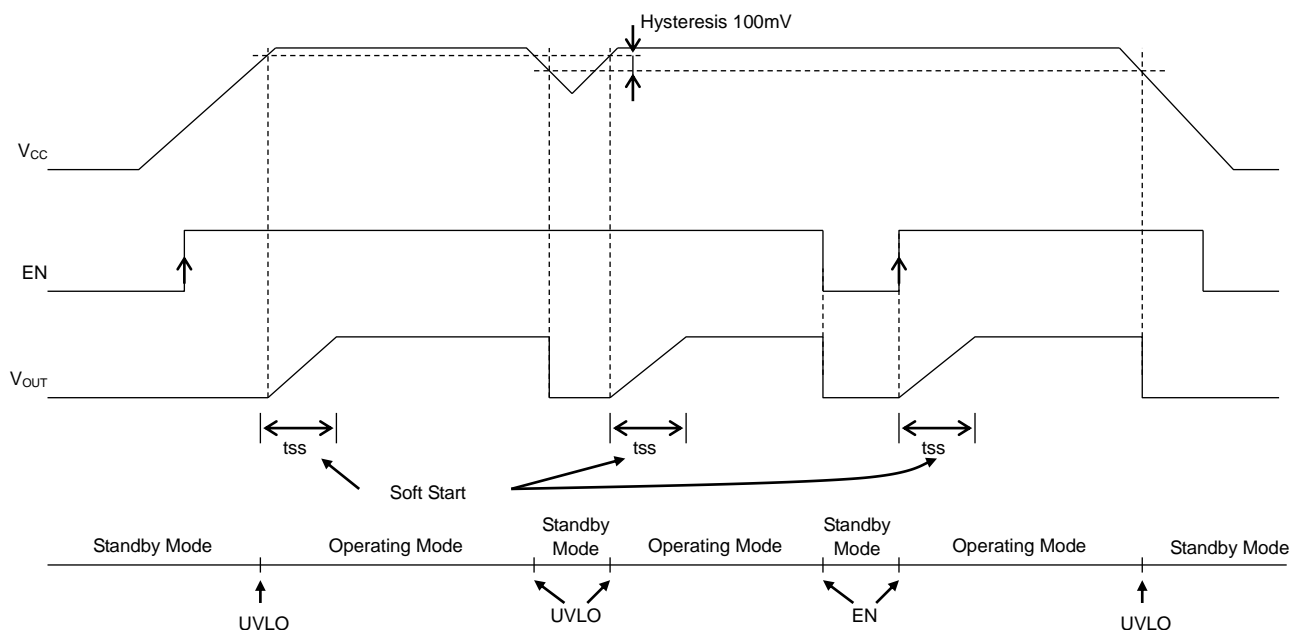 Hysteresis 100mV
VCC
EN
VOUT
tss
tss
tss
Soft Start
Standby Mode
Operating Mode
Standby
Mode
Operating Mode
Standby
Mode
Operating Mode
Standby Mode
UVLO
UVLO
EN
UVLO